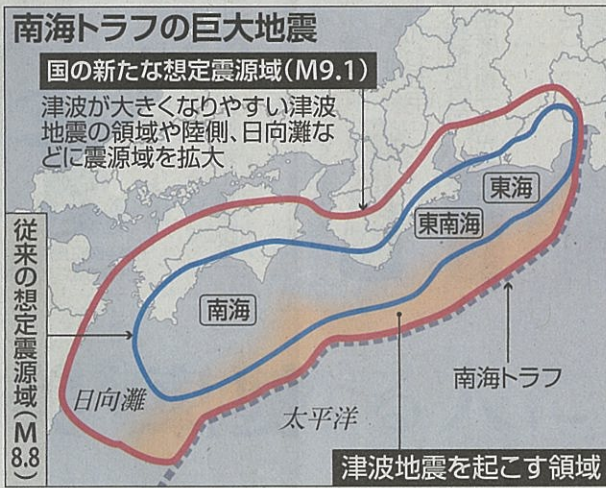 南海トラフの巨大地震
国の新たな想定震源域(M9.1)
津波が大きくなりやすい津波
地震の領域や陸側、日向灘な
どに震源域を拡大
従来の想定震源域(M8.8)
東海
東南海
南海
日向灘
太平洋
南海トラフ
津波地震を起こす領域